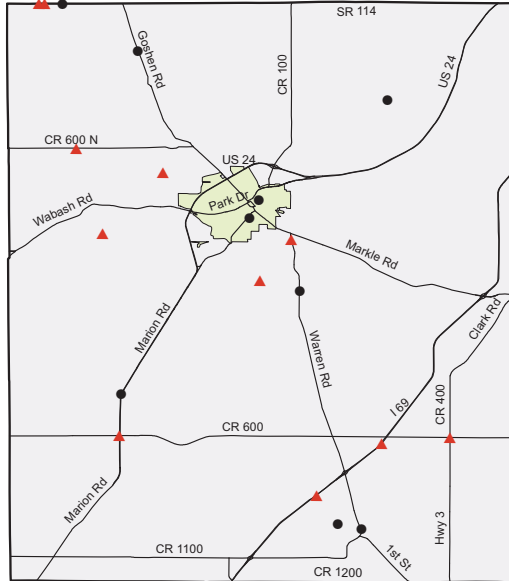 SR 114
Goshen Rd
CR 100
US 24
CR 600 N
US 24
Park Dr
Wabash Rd
Markle Rd
Clark Rd
Marion Rd
Warren Rd
CR 400
I 69
CR 600
Marion Rd
Hwy 3
CR 1100
1st St
CR 1200